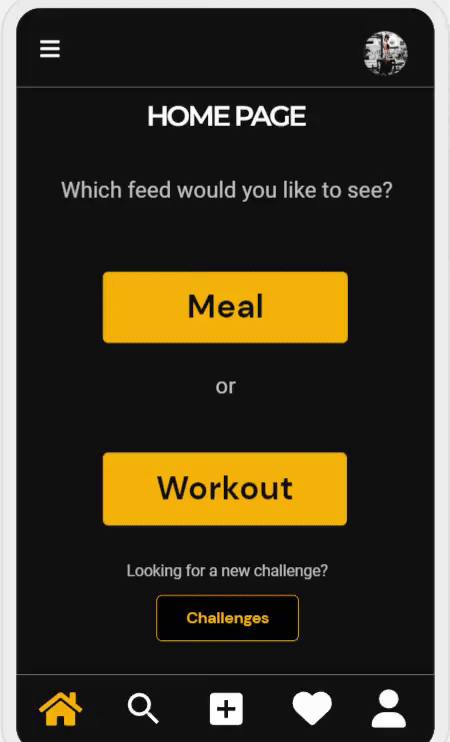 HOME PAGE
Which feed would you like to see?
Meal
or
Workout
Looking for a new challenge?
Challenges